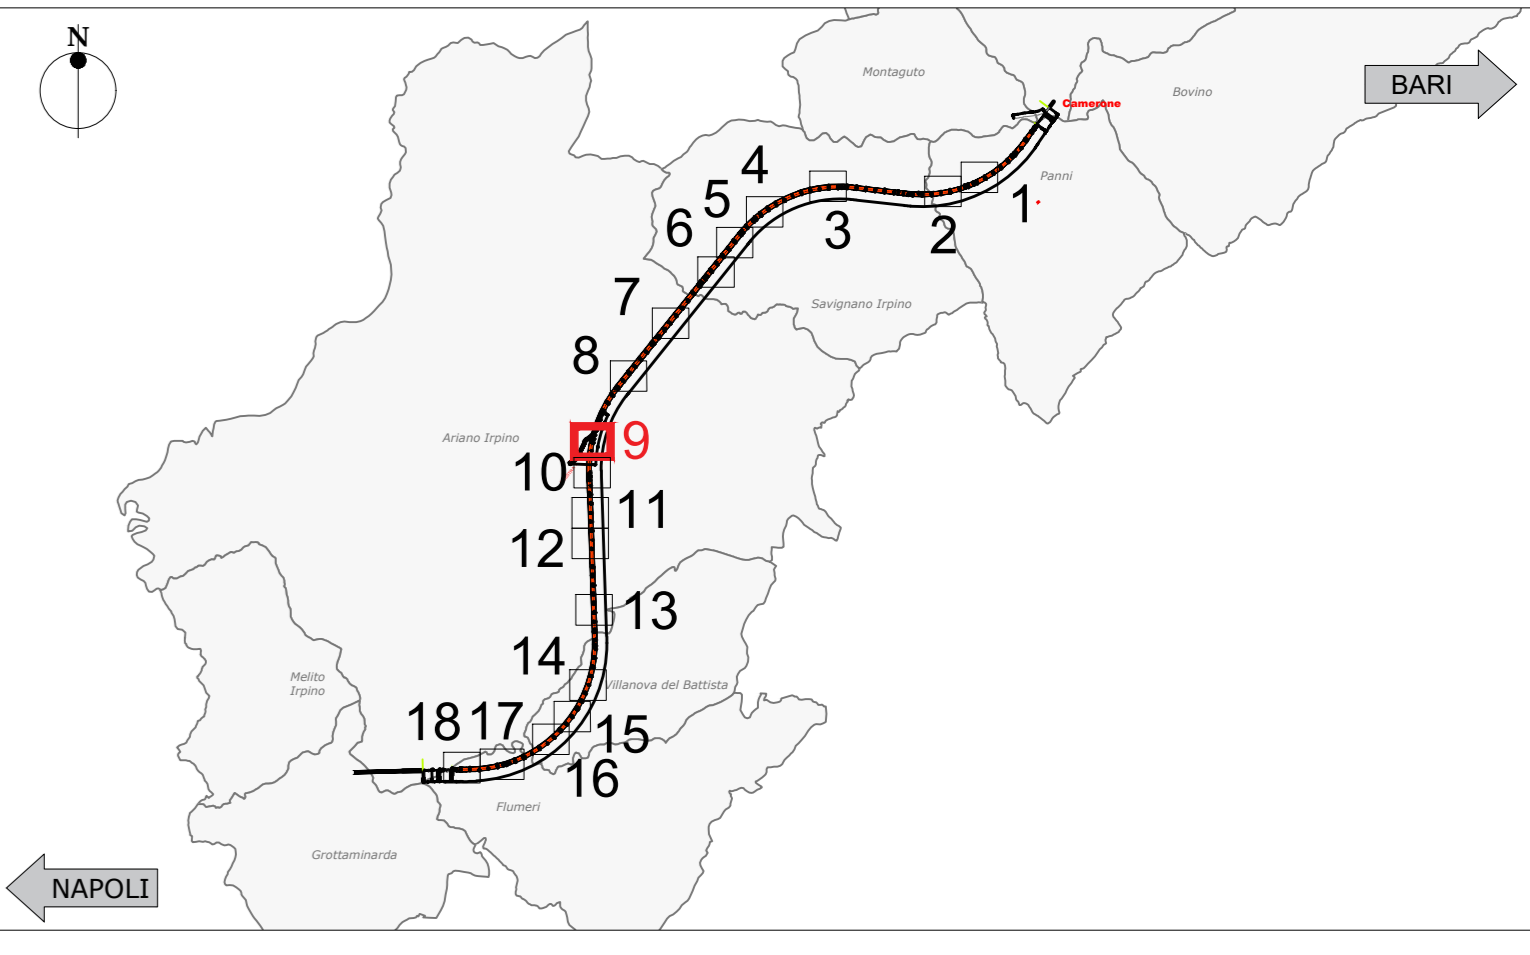 N
Montaguto
BARI
Bovino
Camerone
4
Panni
5
1
6
3
2
7
Savignano Irpino
8
Ariano Irpino
9
10
11
12
13
14
Melito
Irpino
Villanova del Battista
18
17
15
16
Flumeri
Grottaminarda
NAPOLI